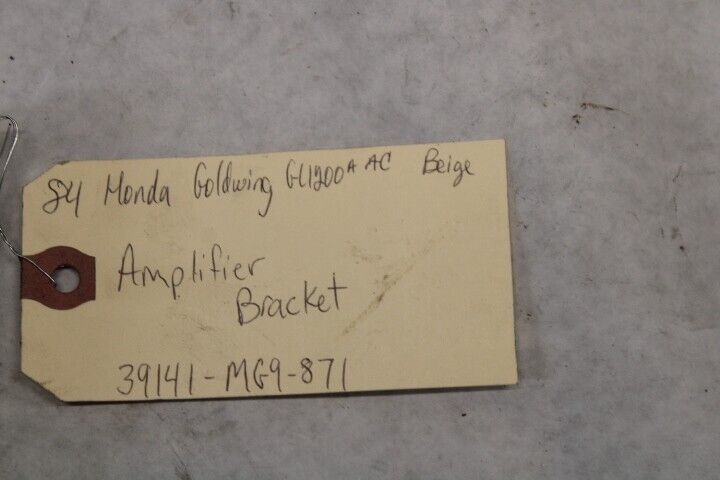 84 Honda Goldwing GL1200A AC Beige
Amplifier
Bracket
39141-MG9-871